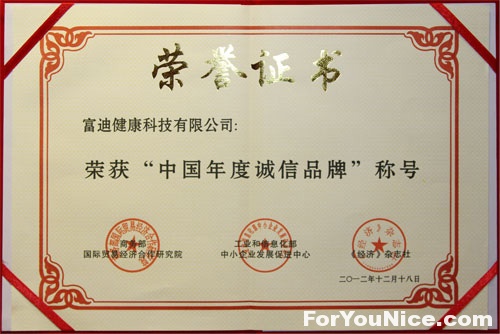 荣誉证书
富迪健康科技有限公司:
荣获“中国年度诚信品牌”称号
商务部
国际贸易经济合作研究院
工业和信息化部
中小企业发展促进中心
《经济》杂志社
二〇一二年十二月十八日
ForYouNice.com